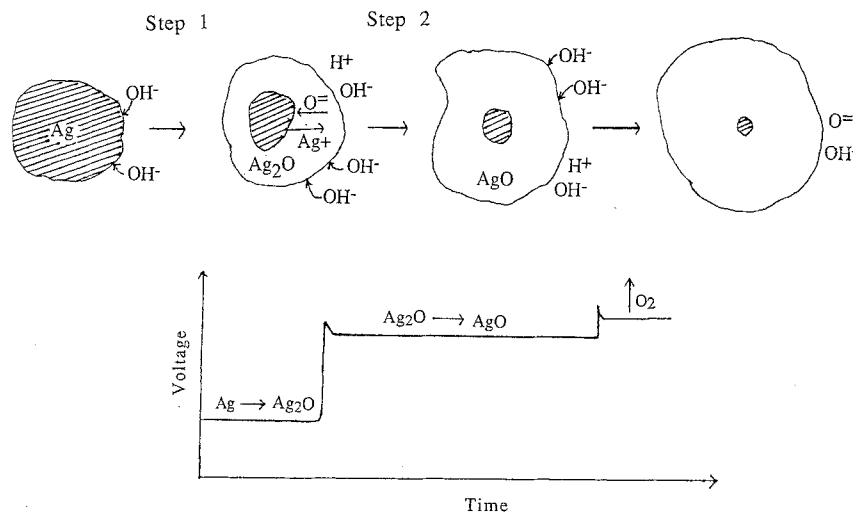 Step 1
Step 2
OH-
Ag
OH-
H+
OH-
O=
Ag+
Ag2O
OH-
OH-
OH-
OH-
H+
AgO
OH-
O=
OH-
Voltage
Ag → Ag2O
Ag2O → AgO
O2
Time